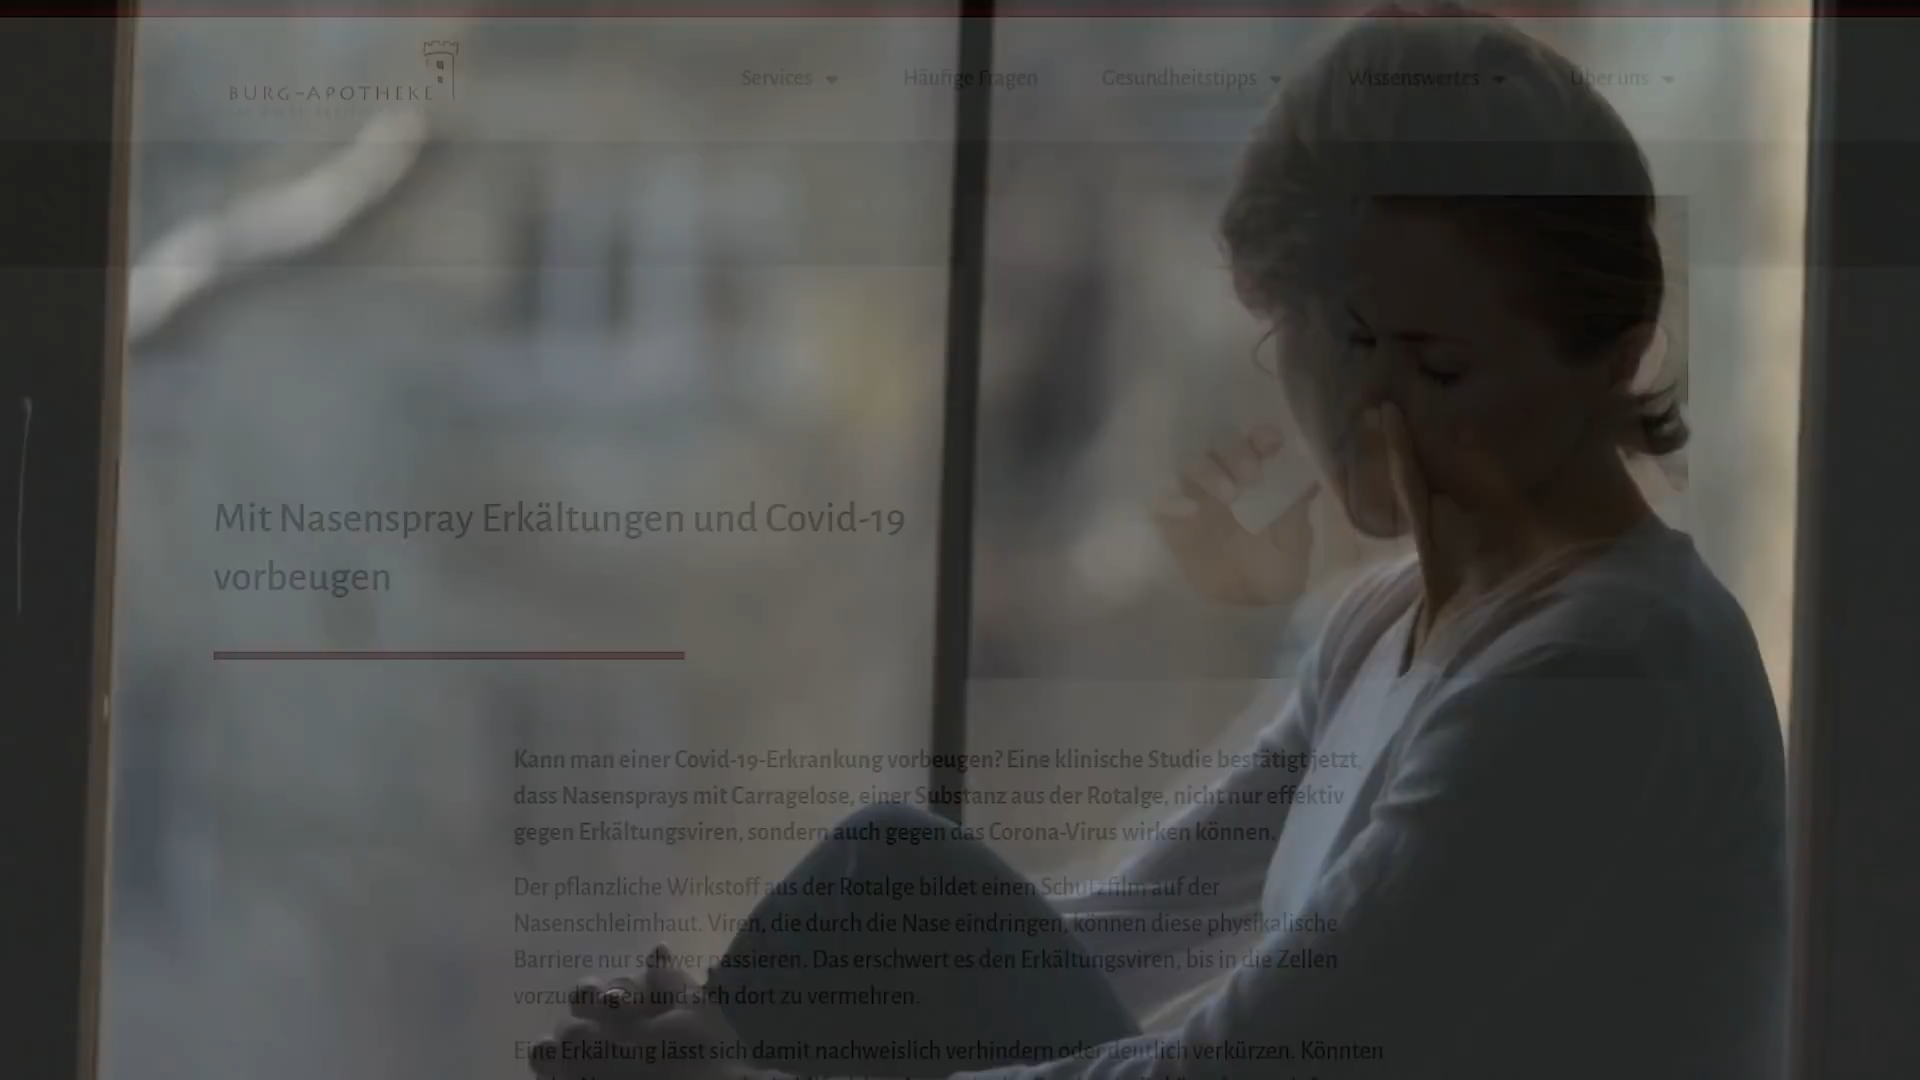 BURG-APOTHEKE
Services
Häufige Fragen
Gesundheitstipps
Wissenswertes
Über uns
Mit Nasenspray Erkältungen und Covid-19
vorbeugen
Kann man einer Covid-19-Erkrankung vorbeugen? Eine klinische Studie bestätigt jetzt,
dass Nasensprays mit Carragelose, einer Substanz aus der Rotalge, nicht nur effektiv
gegen Erkältungsviren, sondern auch gegen das Corona-Virus wirken können.
Der pflanzliche Wirkstoff aus der Rotalge bildet einen Schutzfilm auf der
Nasenschleimhaut. Viren, die durch die Nase eindringen, können diese physikalische
Barriere nur schwer passieren. Das erschwert es den Erkältungsviren, bis in die Zellen
vorzudringen und sich dort zu vermehren.
Eine Erkältung lässt sich damit nachweislich verhindern oder deutlich verkürzen. Könnten